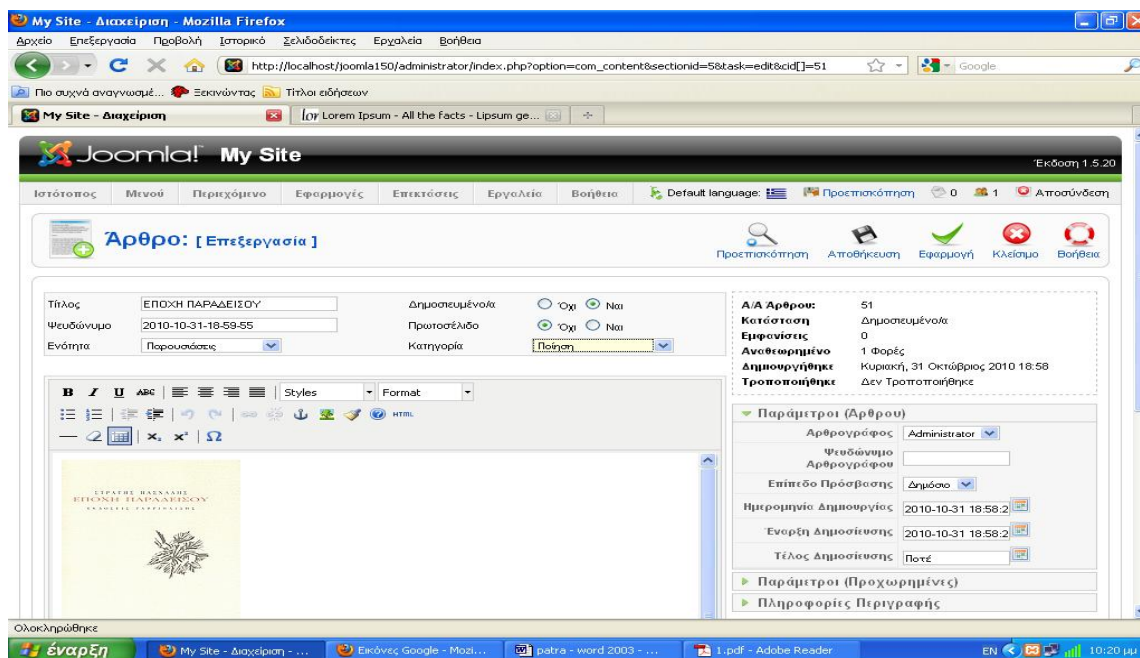 My Site - Διαχείριση - Mozilla Firefox
Αρχείο Επεξεργασία Προβολή Ιστορικό Σελιδοδείκτες Εργαλεία Βοήθεια
http://localhost/joomla150/administrator/index.php?option=com_content&sectionid=5&task=edit&cid[]=51 Google
Πιο συχνά αναγνωσμέ... Ξεκινώντας Τίτλοι ειδήσεων
My Site - Διαχείριση lor Lorem Ipsum - All the facts - Lipsum ge...
Joomla! My Site Έκδοση 1.5.20
Ιστότοπος Μενού Περιεχόμενο Εφαρμογές Επεκτάσεις Εργαλεία Βοήθεια Default language: Προεπισκόπηση 0 1 Αποσύνδεση
Άρθρο: [ Επεξεργασία ]
Προεπισκόπηση Αποθήκευση Εφαρμογή Κλείσιμο Βοήθεια
Τίτλος ΕΠΟΧΗ ΠΑΡΑΔΕΙΣΟΥ Δημοσιευμένο/α Όχι Ναι
Ψευδώνυμο 2010-10-31-18-59-55 Πρωτοσέλιδο Όχι Ναι
Ενότητα Παρουσιάσεις Κατηγορία Ποίηση
Α/Α Άρθρου: 51
Κατάσταση Δημοσιευμένο/α
Εμφανίσεις 0
Αναθεωρημένο 1 Φορές
Δημιουργήθηκε Κυριακή, 31 Οκτώβριος 2010 18:58
Τροποποιήθηκε Δεν Τροποποιήθηκε
B I U ABC Styles Format
HTML
x₂ x² Ω
ΣΤΡΑΤΗΣ ΠΑΣΧΑΛΗΣ
ΕΠΟΧΗ ΠΑΡΑΔΕΙΣΟΥ
ΕΚΔΟΣΕΙΣ ΓΑΒΡΙΗΛΙΔΗΣ
Παράμετροι (Άρθρου)
Αρθρογράφος Administrator
Ψευδώνυμο Αρθρογράφου
Επίπεδο Πρόσβασης Δημόσιο
Ημερομηνία Δημιουργίας 2010-10-31 18:58:2
Έναρξη Δημοσίευσης 2010-10-31 18:58:2
Τέλος Δημοσίευσης Ποτέ
Παράμετροι (Προχωρημένες)
Πληροφορίες Περιγραφής
Ολοκληρώθηκε
έναρξη My Site - Διαχείριση - ... Εικόνες Google - Mozi... patra - word 2003 - ... 1.pdf - Adobe Reader EN 10:20 μμ